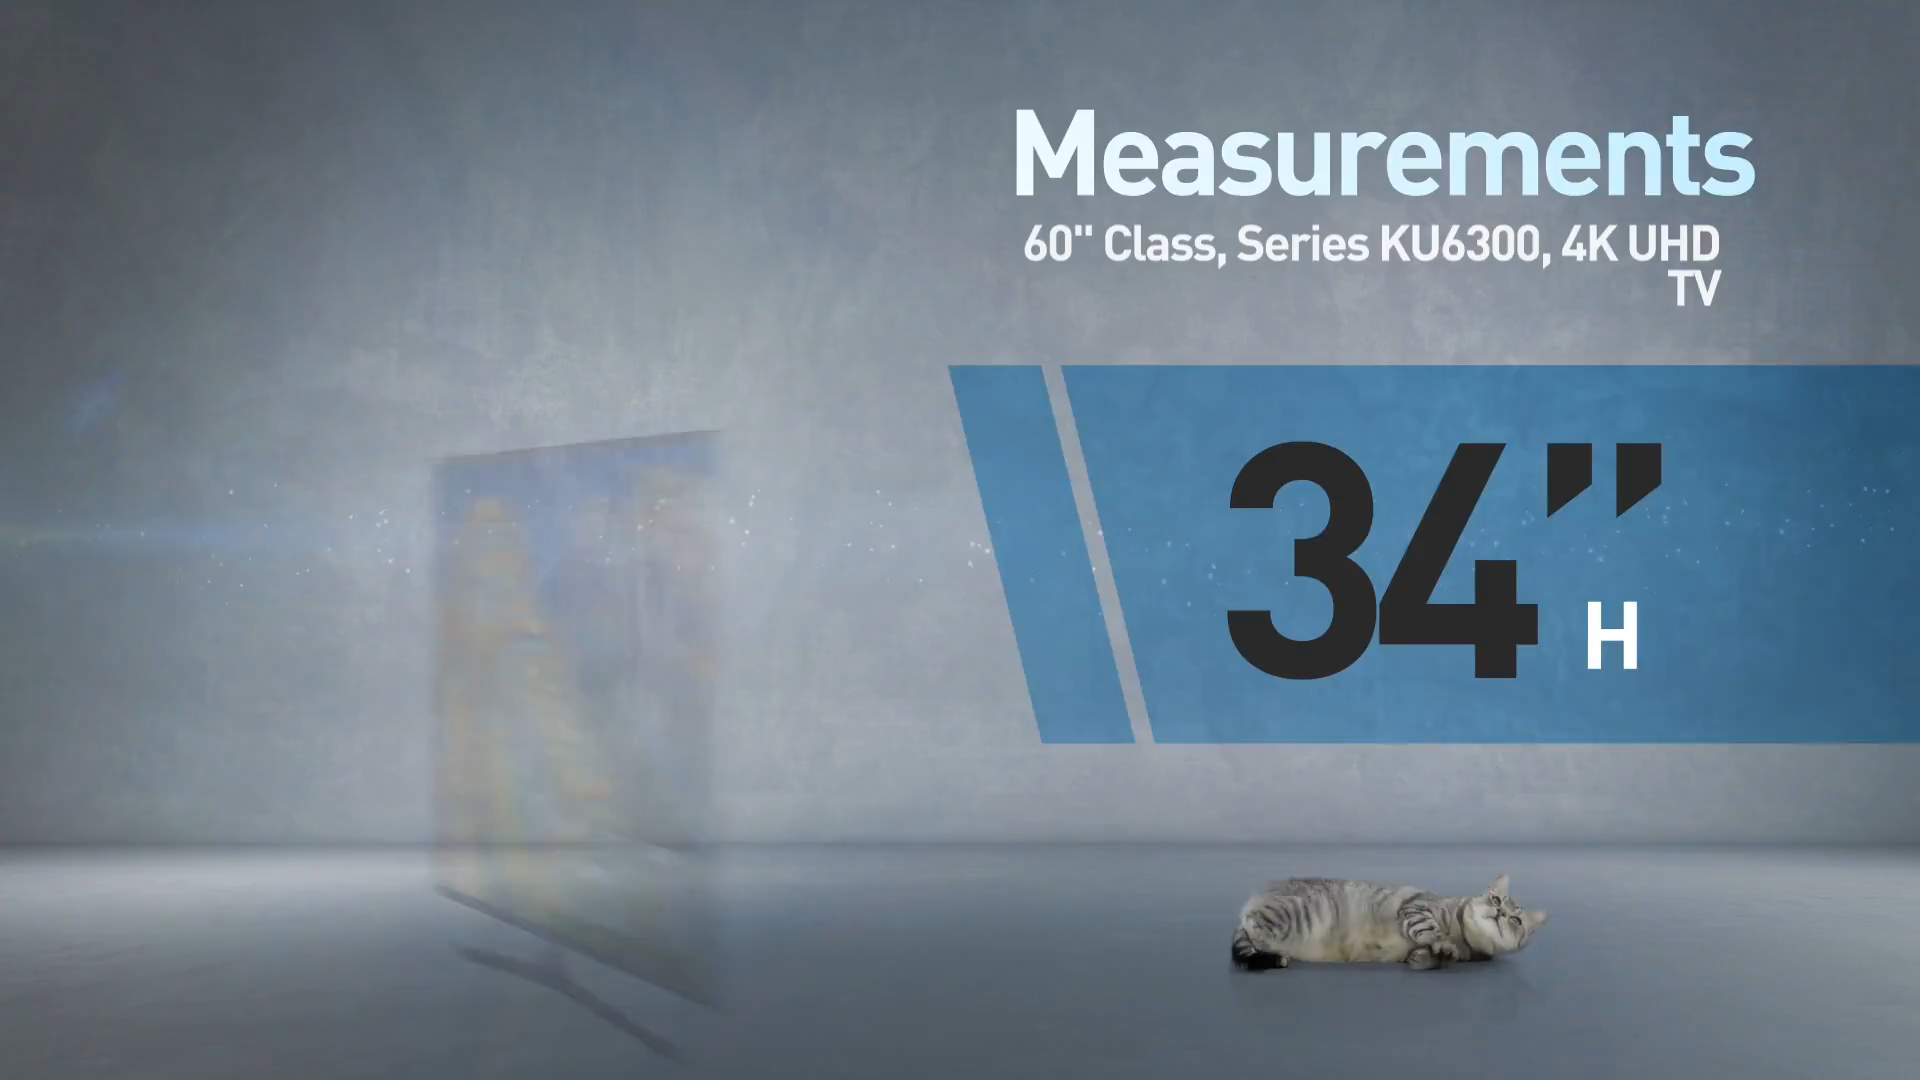 Measurements
60" Class, Series KU6300, 4K UHD
TV
34”
H